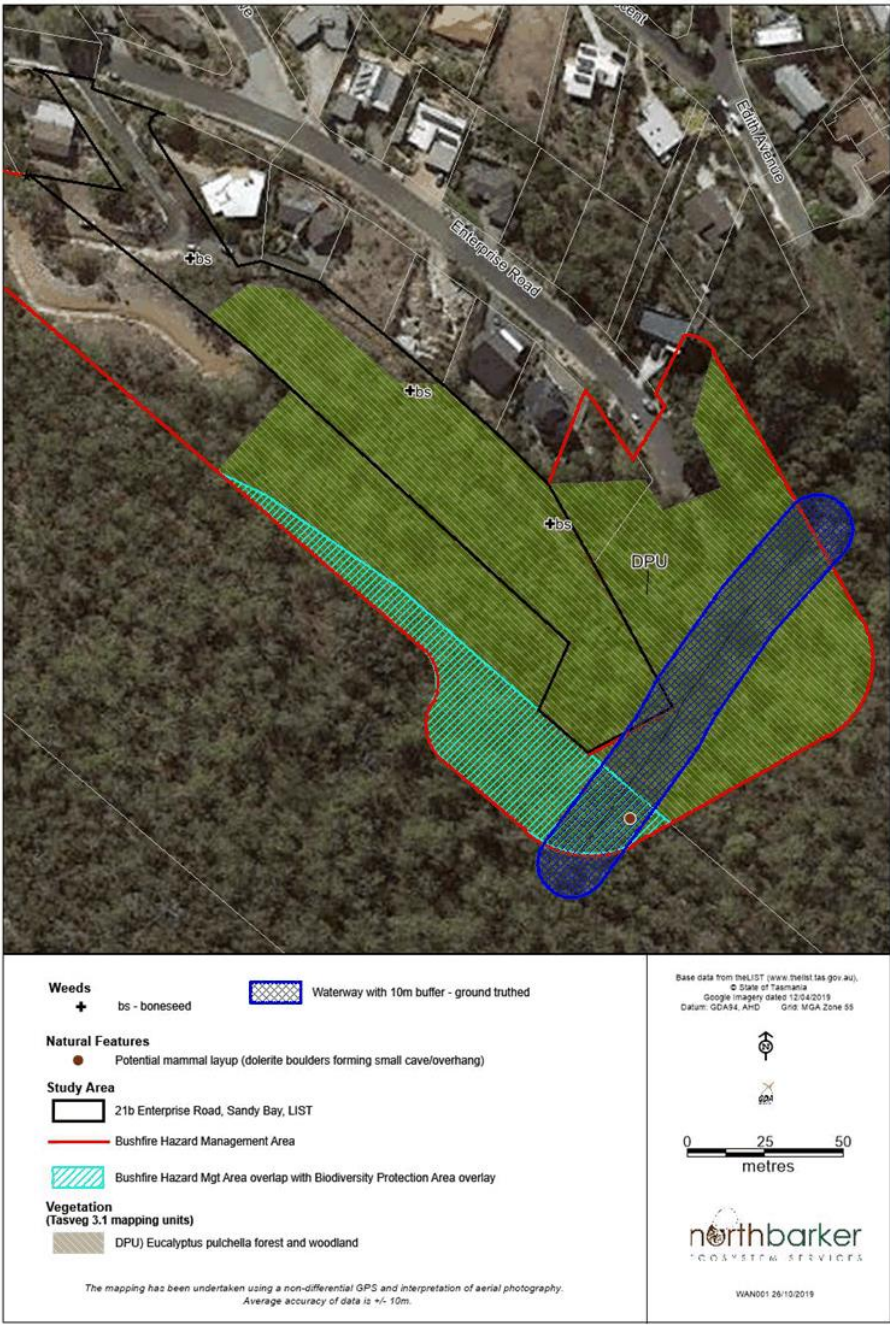 ve
cent
Edith Avenue
Enterprise Road
bs
bs
bs
DPU
Weeds
bs - boneseed
Waterway with 10m buffer - ground truthed
Natural Features
Potential mammal layup (dolerite boulders forming small cave/overhang)
Study Area
21b Enterprise Road, Sandy Bay, LIST
Bushfire Hazard Management Area
Bushfire Hazard Mgt Area overlap with Biodiversity Protection Area overlay
Vegetation
(Tasveg 3.1 mapping units)
DPU) Eucalyptus pulchella forest and woodland
The mapping has been undertaken using a non-differential GPS and interpretation of aerial photography.
Average accuracy of data is +/- 10m.
Base data from theLIST (www.thelist.tas.gov.au),
© State of Tasmania
Google Imagery dated 12/04/2019
Datum: GDA94, AHD Grid: MGA Zone 55
N
GDA
0 25 50
metres
northbarker
ECOSYSTEM SERVICES
WAN001 26/10/2019